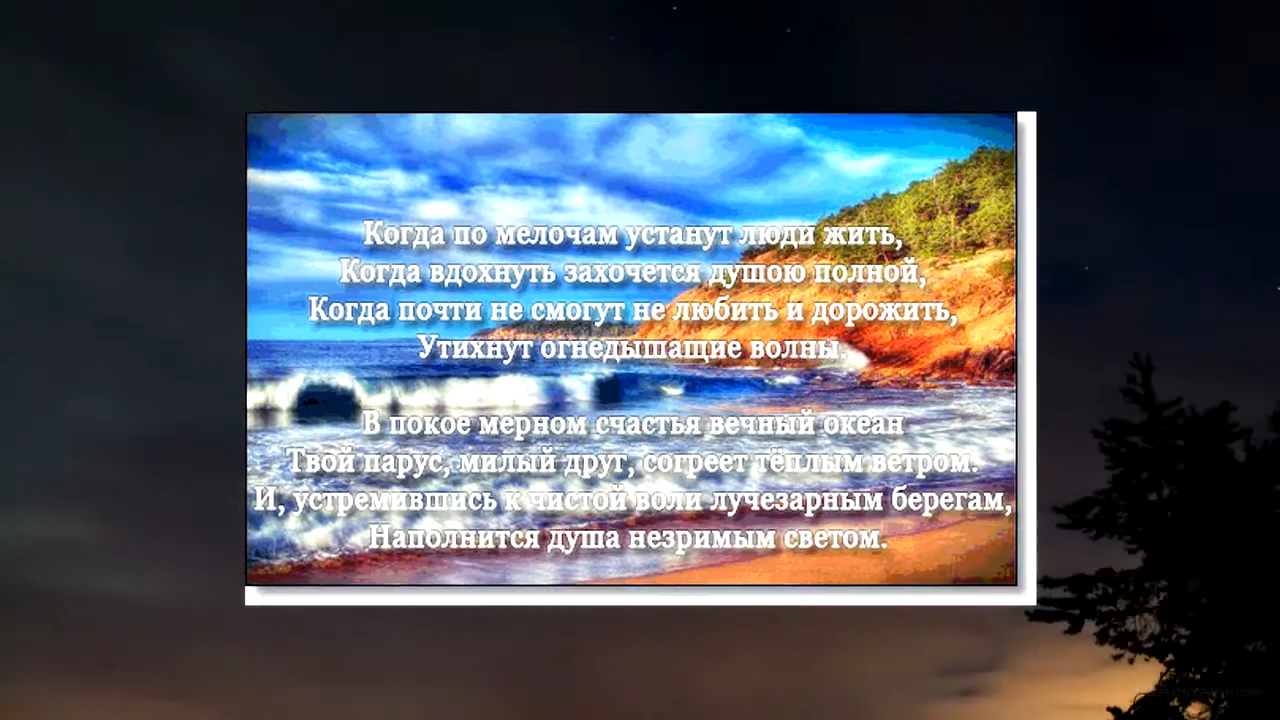 Когда по мелочам устанут люди жить,
Когда вдохнуть захочется душою полной,
Когда почти не смогут не любить и дорожить,
Утихнут огнедышащие волны.
В покое мерном счастья вечный океан
Твой парус, милый друг, согреет тёплым ветром.
И, устремившись к чистой воли лучезарным берегам,
Наполнится душа незримым светом.